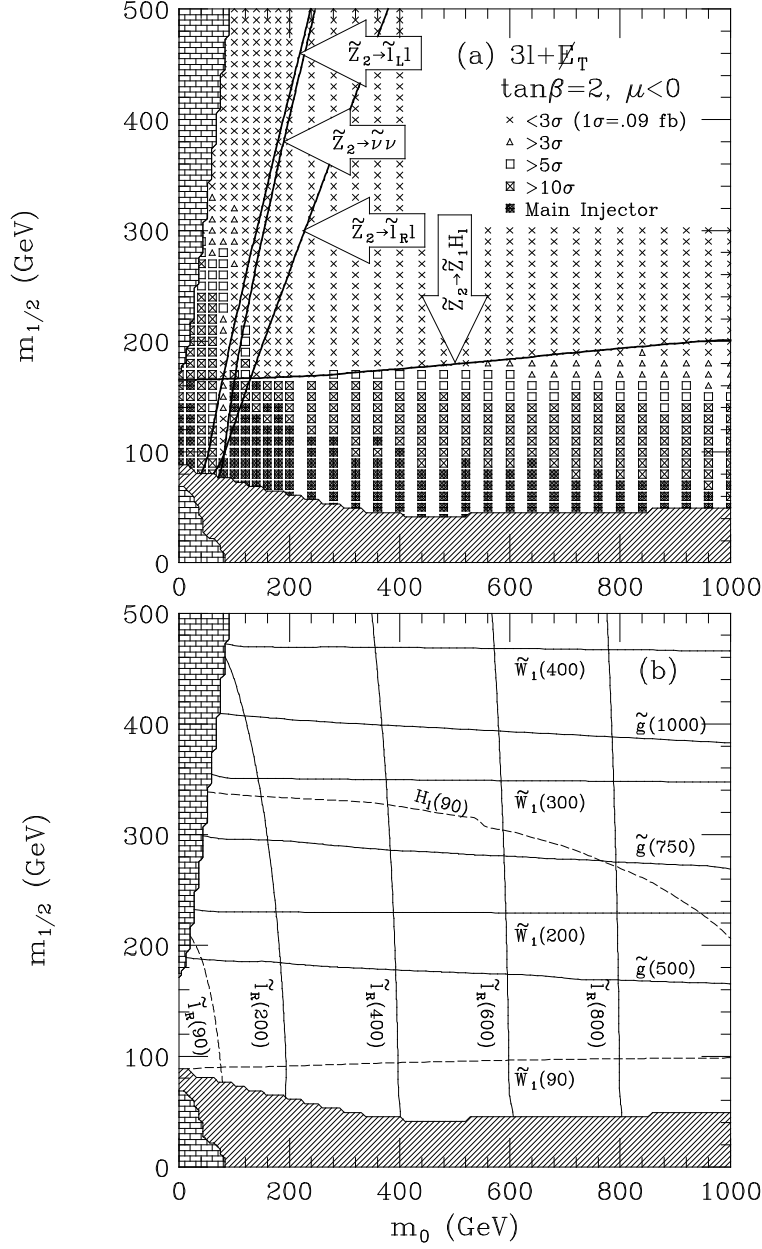 500
400
300
200
100
0
m1/2 (GeV)
0 200 400 600 800 1000
(a) 3l+E̸T
tanβ=2, μ<0
× <3σ (1σ=.09 fb)
△ >3σ
□ >5σ
⊠ >10σ
Main Injector
Z̃2→l̃Ll
Z̃2→ν̃ν
Z̃2→l̃Rl
Z̃2→Z̃1Hl
500
400
300
200
100
0
m1/2 (GeV)
(b)
W̃1(400)
g̃(1000)
W̃1(300)
Hl(90)
g̃(750)
W̃1(200)
g̃(500)
l̃R(90)
l̃R(200)
l̃R(400)
l̃R(600)
l̃R(800)
W̃1(90)
0 200 400 600 800 1000
m0 (GeV)